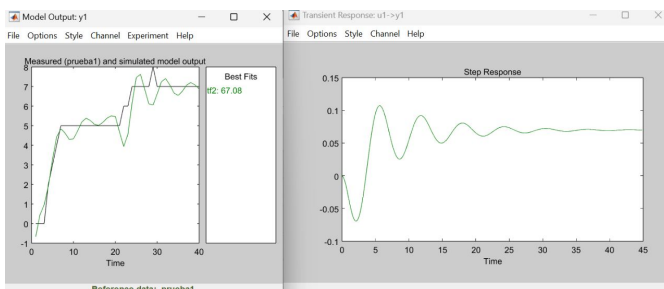 Model Output: y1
File Options Style Channel Experiment Help
Measured (prueba1) and simulated model output
8
7
6
5
4
3
2
1
0
-1
0 10 20 30 40
Time
Best Fits
tf2: 67.08
Reference data: prueba1
Transient Response: u1->y1
File Options Style Channel Help
Step Response
0.15
0.1
0.05
0
-0.05
-0.1
0 5 10 15 20 25 30 35 40 45
Time